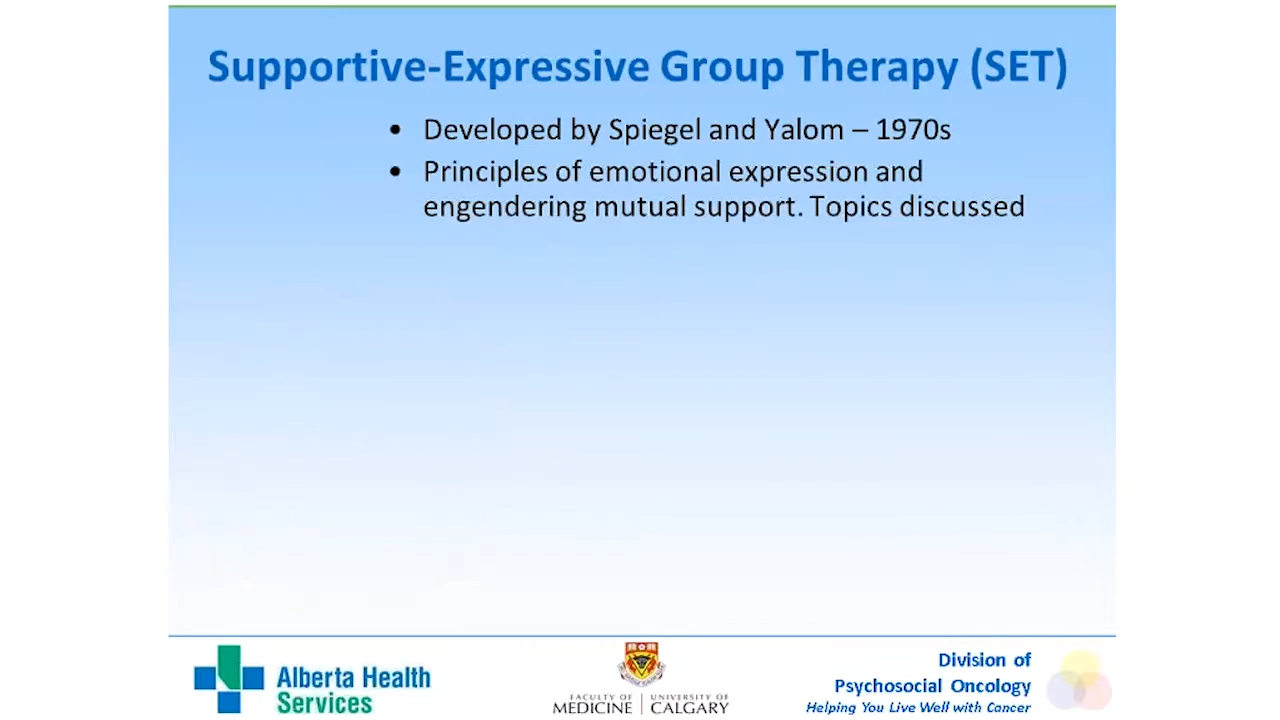 Supportive-Expressive Group Therapy (SET)
• Developed by Spiegel and Yalom – 1970s
• Principles of emotional expression and
engendering mutual support. Topics discussed
Alberta Health
Services
FACULTY OF
MEDICINE
UNIVERSITY OF
CALGARY
Division of
Psychosocial Oncology
Helping You Live Well with Cancer